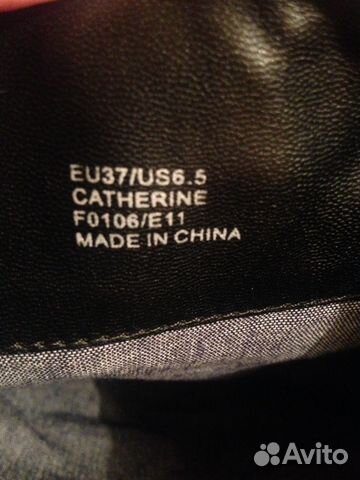 EU37/US6.5
CATHERINE
F0106/E11
MADE IN CHINA
Avito